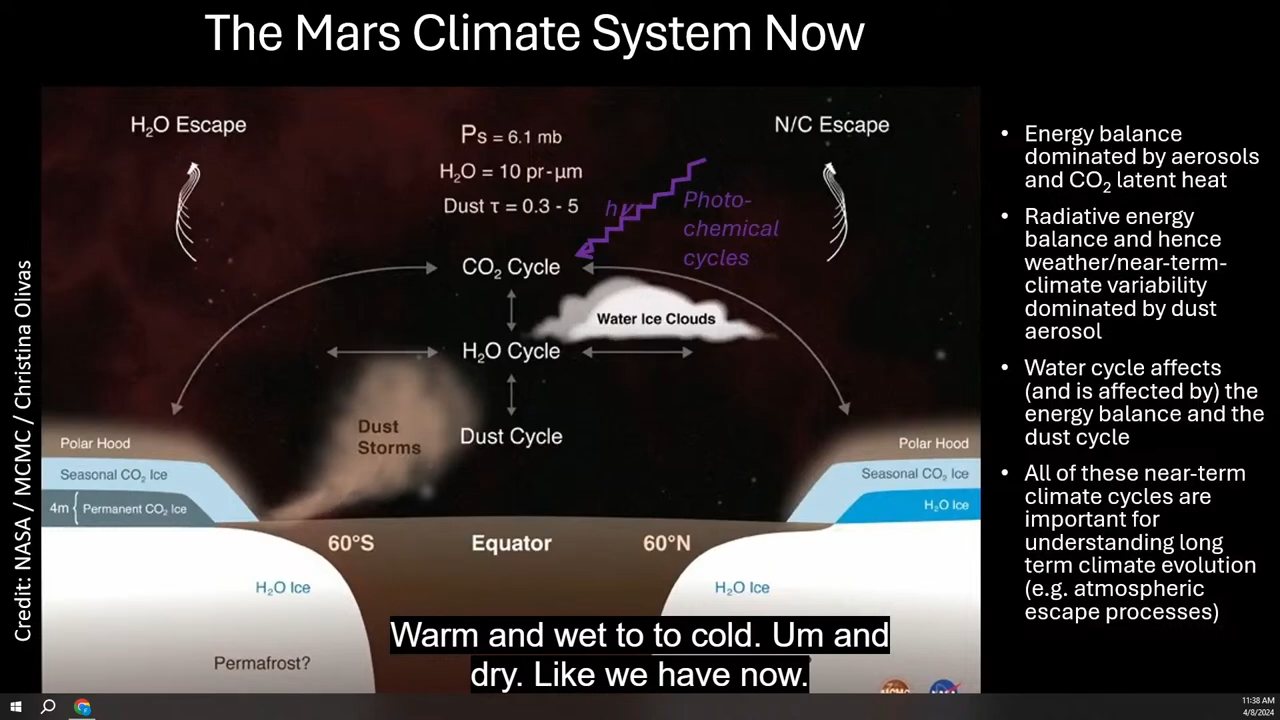 The Mars Climate System Now
H₂O Escape
Ps = 6.1 mb
H₂O = 10 pr-μm
Dust τ = 0.3 - 5
N/C Escape
hν
Photo-
chemical
cycles
CO₂ Cycle
Water Ice Clouds
H₂O Cycle
Dust
Storms
Dust Cycle
Polar Hood
Seasonal CO₂ Ice
4m { Permanent CO₂ Ice
Polar Hood
Seasonal CO₂ Ice
H₂O Ice
60°S
Equator
60°N
H₂O Ice
H₂O Ice
Permafrost?
Credit: NASA / MCMC / Christina Olivas
• Energy balance
dominated by aerosols
and CO₂ latent heat
• Radiative energy
balance and hence
weather/near-term-
climate variability
dominated by dust
aerosol
• Water cycle affects
(and is affected by) the
energy balance and the
dust cycle
• All of these near-term
climate cycles are
important for
understanding long
term climate evolution
(e.g. atmospheric
escape processes)
Warm and wet to to cold. Um and
dry. Like we have now.
11:38 AM
4/8/2024